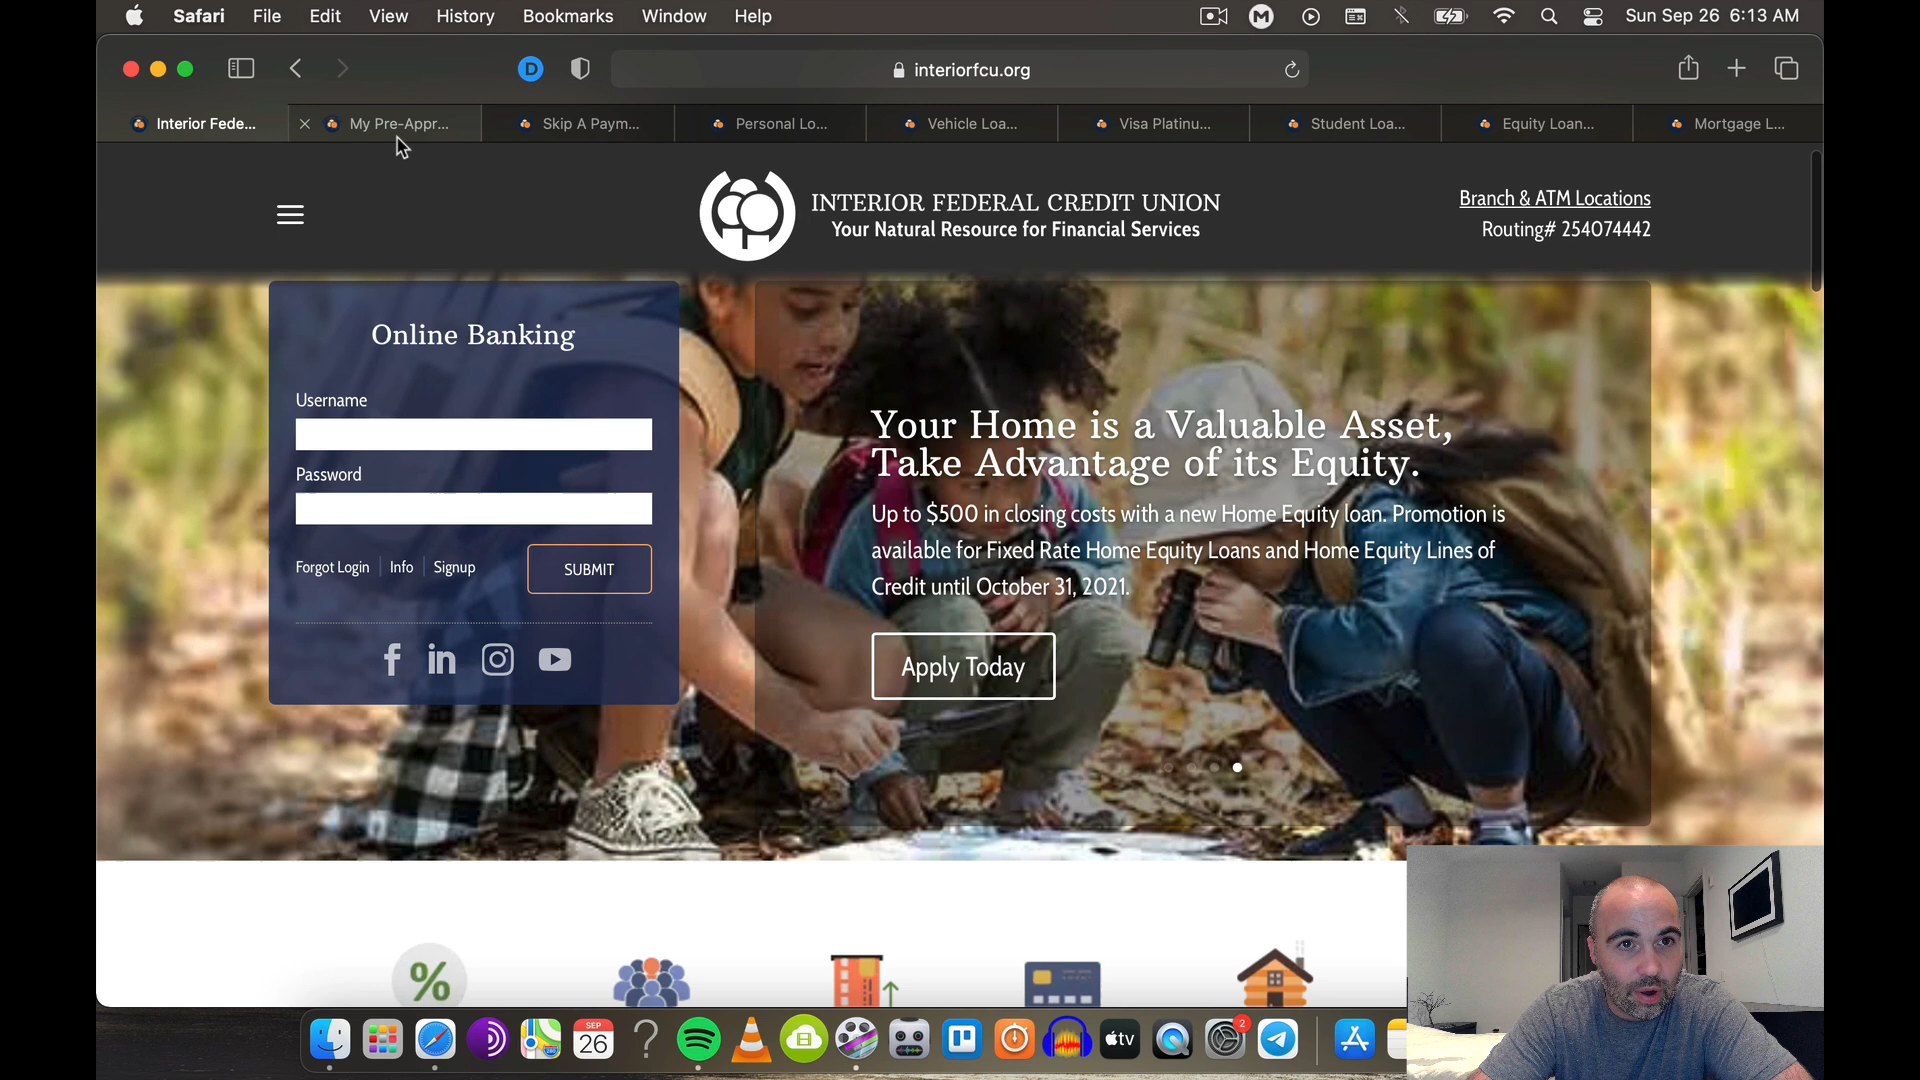 Safari File Edit View History Bookmarks Window Help Sun Sep 26 6:13 AM
D interiorfcu.org
Interior Fede... My Pre-Appr... Skip A Paym... Personal Lo... Vehicle Loa... Visa Platinu... Student Loa... Equity Loan... Mortgage L...
INTERIOR FEDERAL CREDIT UNION
Your Natural Resource for Financial Services
Branch & ATM Locations
Routing# 254074442
Online Banking
Username
Password
Forgot Login Info Signup SUBMIT
Your Home is a Valuable Asset,
Take Advantage of its Equity.
Up to $500 in closing costs with a new Home Equity loan. Promotion is
available for Fixed Rate Home Equity Loans and Home Equity Lines of
Credit until October 31, 2021.
Apply Today
%
SEP
26
tv
2